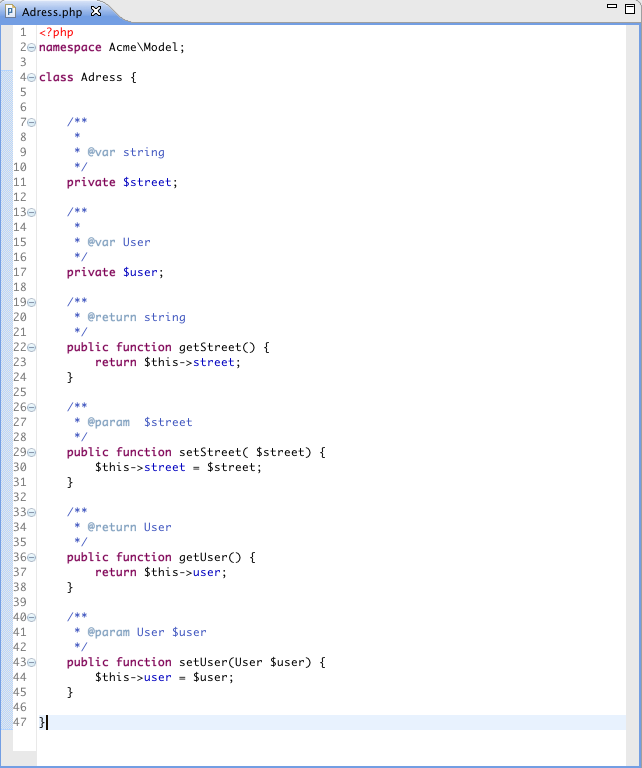 Adress.php
1 <?php
2 namespace Acme\Model;
3
4 class Adress {
5
6
7     /**
8      *
9      * @var string
10      */
11     private $street;
12
13     /**
14      *
15      * @var User
16      */
17     private $user;
18
19     /**
20      * @return string
21      */
22     public function getStreet() {
23         return $this->street;
24     }
25
26     /**
27      * @param  $street
28      */
29     public function setStreet( $street) {
30         $this->street = $street;
31     }
32
33     /**
34      * @return User
35      */
36     public function getUser() {
37         return $this->user;
38     }
39
40     /**
41      * @param User $user
42      */
43     public function setUser(User $user) {
44         $this->user = $user;
45     }
46
47 }